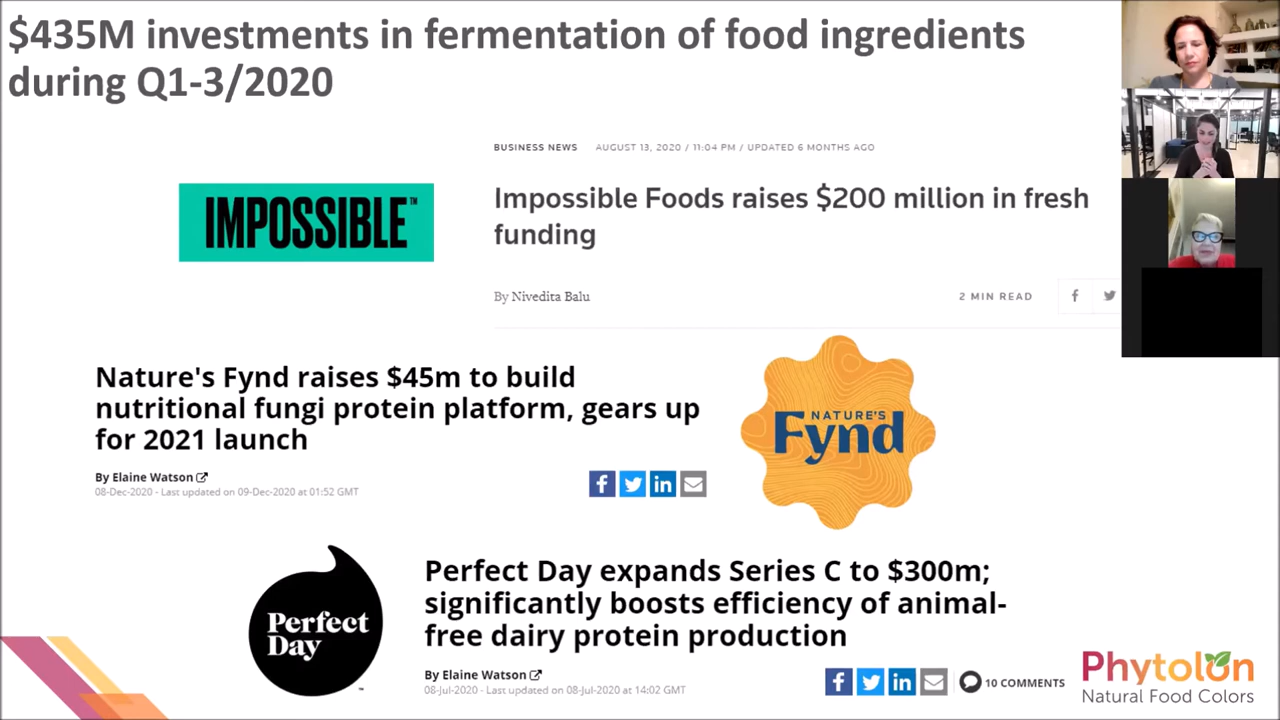 $435M investments in fermentation of food ingredients
during Q1-3/2020
BUSINESS NEWS AUGUST 13, 2020 / 11:04 PM / UPDATED 6 MONTHS AGO
IMPOSSIBLE™
Impossible Foods raises $200 million in fresh
funding
By Nivedita Balu
2 MIN READ
Nature's Fynd raises $45m to build
nutritional fungi protein platform, gears up
for 2021 launch
By Elaine Watson
08-Dec-2020 - Last updated on 09-Dec-2020 at 01:52 GMT
NATURE'S
Fynd
Perfect
Day™
Perfect Day expands Series C to $300m;
significantly boosts efficiency of animal-
free dairy protein production
By Elaine Watson
08-Jul-2020 - Last updated on 08-Jul-2020 at 14:02 GMT
10 COMMENTS
Phytolon
Natural Food Colors